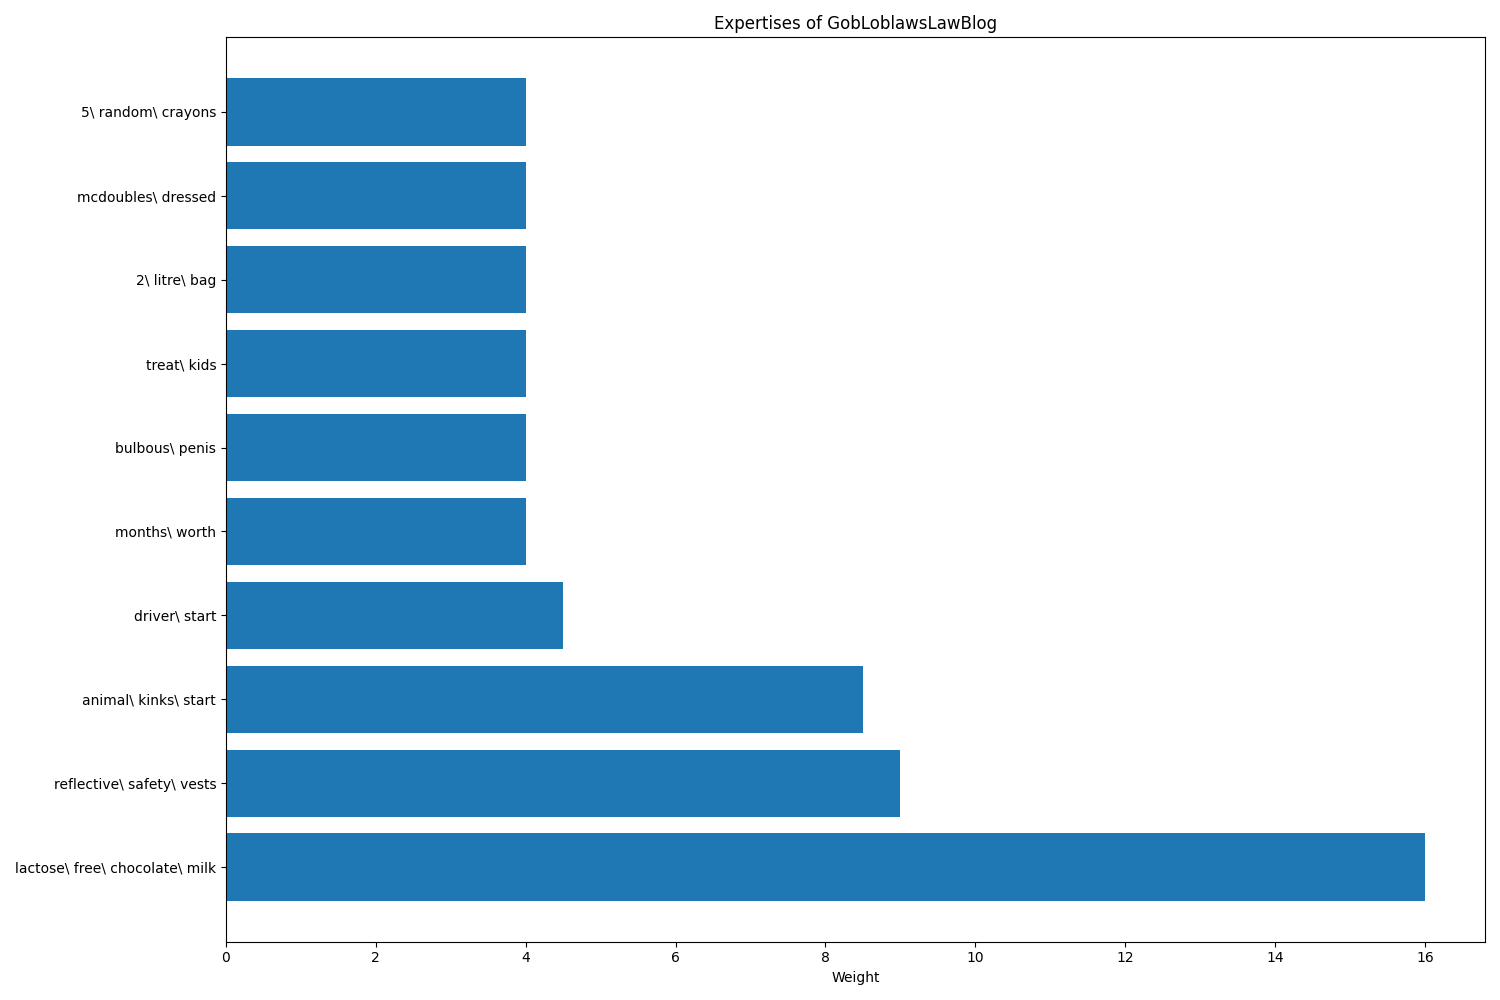 Expertises of GobLoblawsLawBlog
5\ random\ crayons
mcdoubles\ dressed
2\ litre\ bag
treat\ kids
bulbous\ penis
months\ worth
driver\ start
animal\ kinks\ start
reflective\ safety\ vests
lactose\ free\ chocolate\ milk
0 2 4 6 8 10 12 14 16
Weight